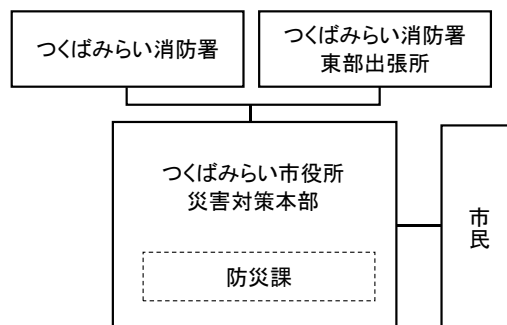 つくばみらい消防署
つくばみらい消防署
東部出張所
つくばみらい市役所
災害対策本部
防災課
市民